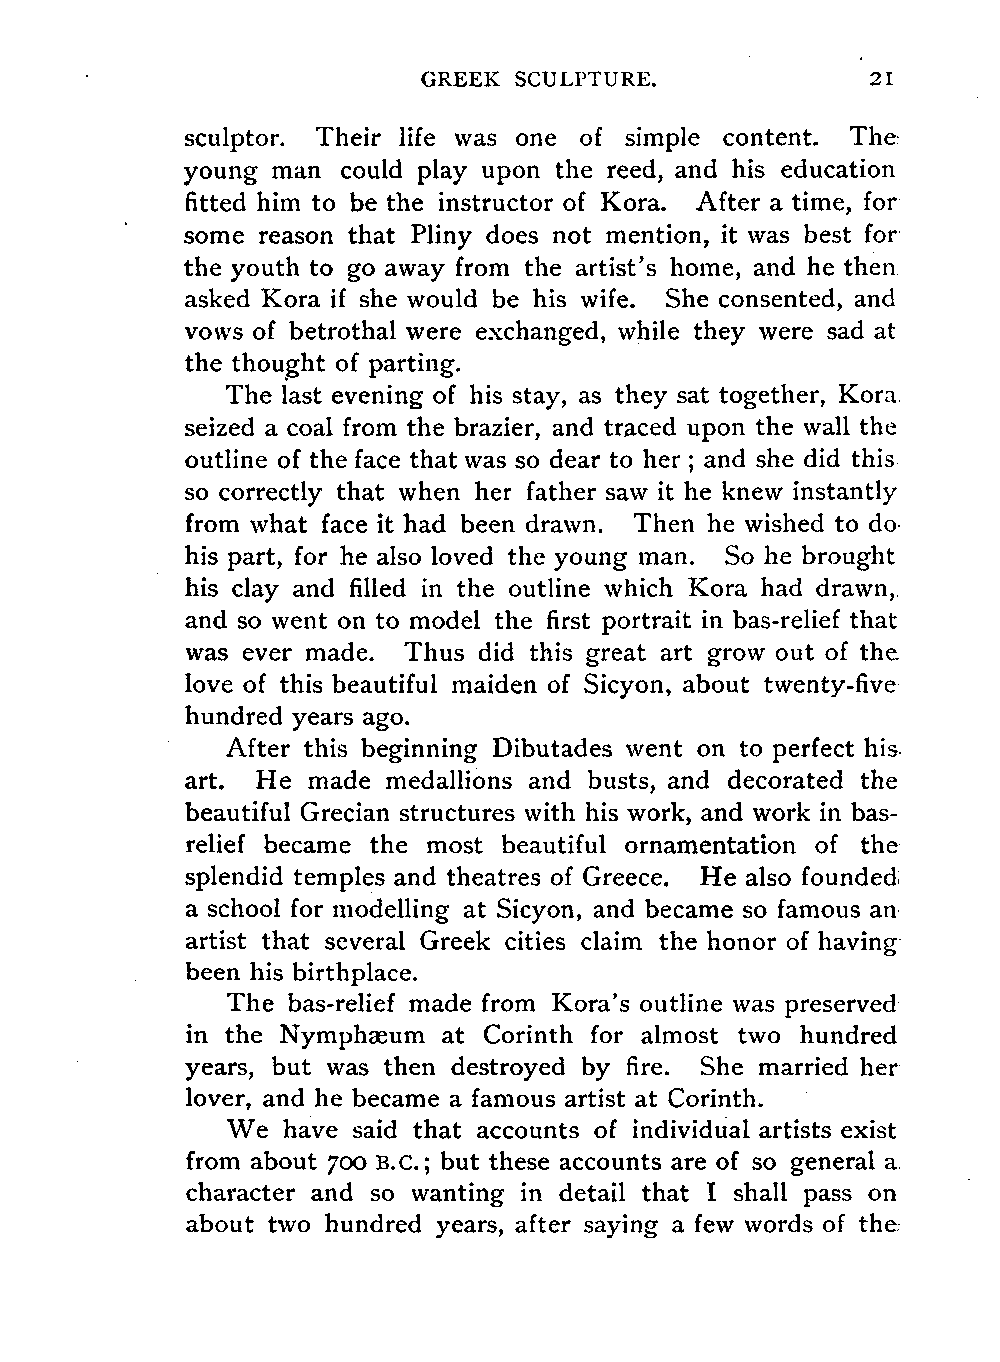 GREEK SCULPTURE. 21
sculptor. Their life was one of simple content. The
young man could play upon the reed, and his education
fitted him to be the instructor of Kora. After a time, for
some reason that Pliny does not mention, it was best for
the youth to go away from the artist's home, and he then
asked Kora if she would be his wife. She consented, and
vows of betrothal were exchanged, while they were sad at
the thought of parting.
The last evening of his stay, as they sat together, Kora
seized a coal from the brazier, and traced upon the wall the
outline of the face that was so dear to her ; and she did this
so correctly that when her father saw it he knew instantly
from what face it had been drawn. Then he wished to do
his part, for he also loved the young man. So he brought
his clay and filled in the outline which Kora had drawn,
and so went on to model the first portrait in bas-relief that
was ever made. Thus did this great art grow out of the
love of this beautiful maiden of Sicyon, about twenty-five
hundred years ago.
After this beginning Dibutades went on to perfect his
art. He made medallions and busts, and decorated the
beautiful Grecian structures with his work, and work in bas-
relief became the most beautiful ornamentation of the
splendid temples and theatres of Greece. He also founded
a school for modelling at Sicyon, and became so famous an
artist that several Greek cities claim the honor of having
been his birthplace.
The bas-relief made from Kora's outline was preserved
in the Nymphæum at Corinth for almost two hundred
years, but was then destroyed by fire. She married her
lover, and he became a famous artist at Corinth.
We have said that accounts of individual artists exist
from about 700 B.C.; but these accounts are of so general a
character and so wanting in detail that I shall pass on
about two hundred years, after saying a few words of the